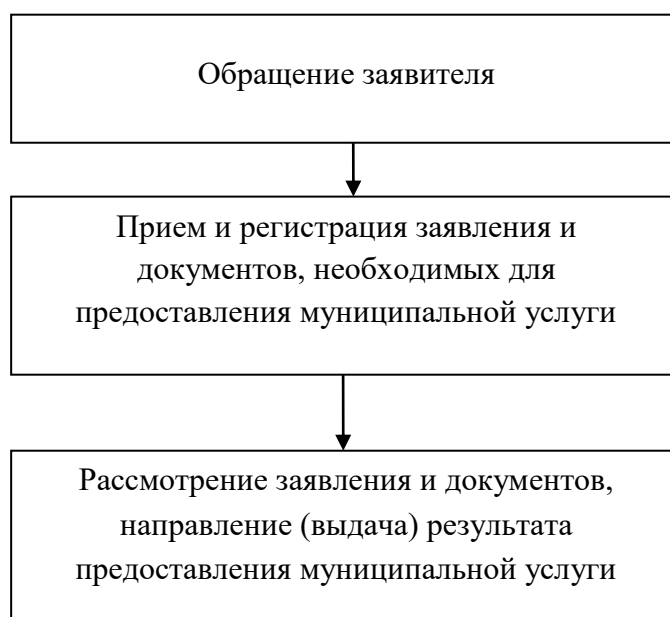 Обращение заявителя
Прием и регистрация заявления и
документов, необходимых для
предоставления муниципальной услуги
Рассмотрение заявления и документов,
направление (выдача) результата
предоставления муниципальной услуги